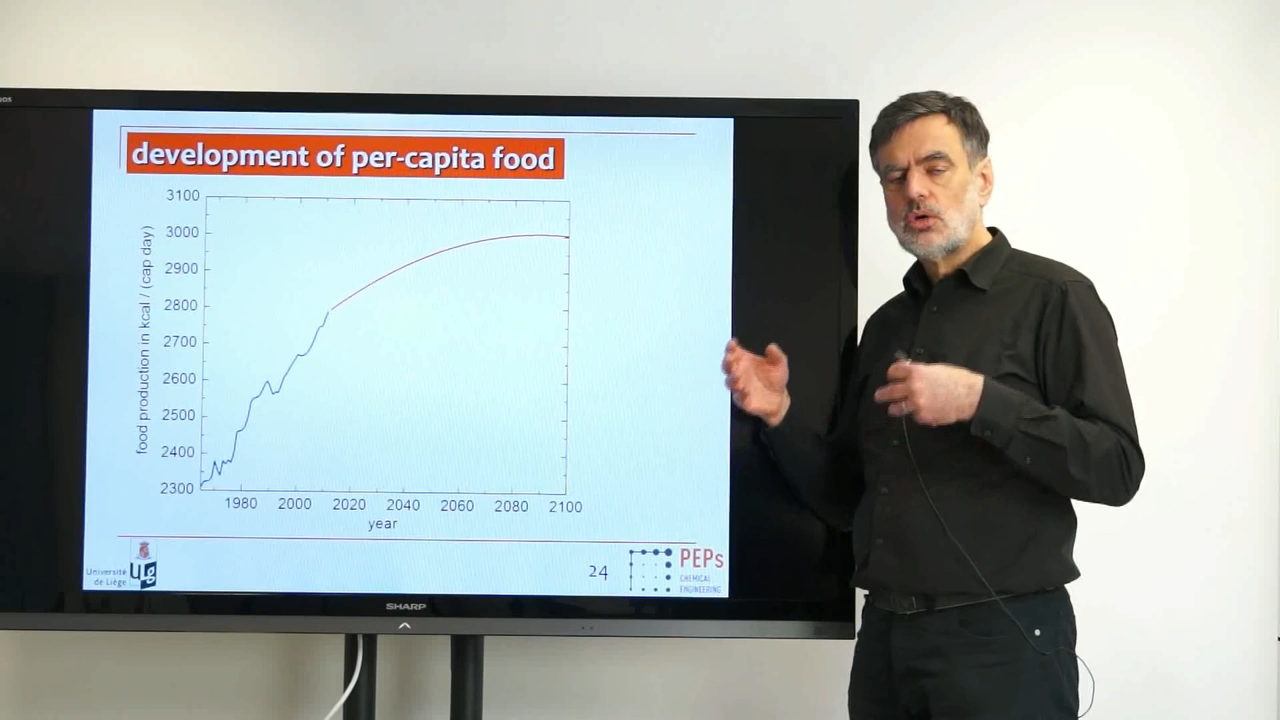 development of per-capita food
3100
3000
2900
2800
2700
2600
2500
2400
2300
food production in kcal / (cap day)
1980 2000 2020 2040 2060 2080 2100
year
Université
de Liège
24
PEPs
CHEMICAL
ENGINEERING
SHARP